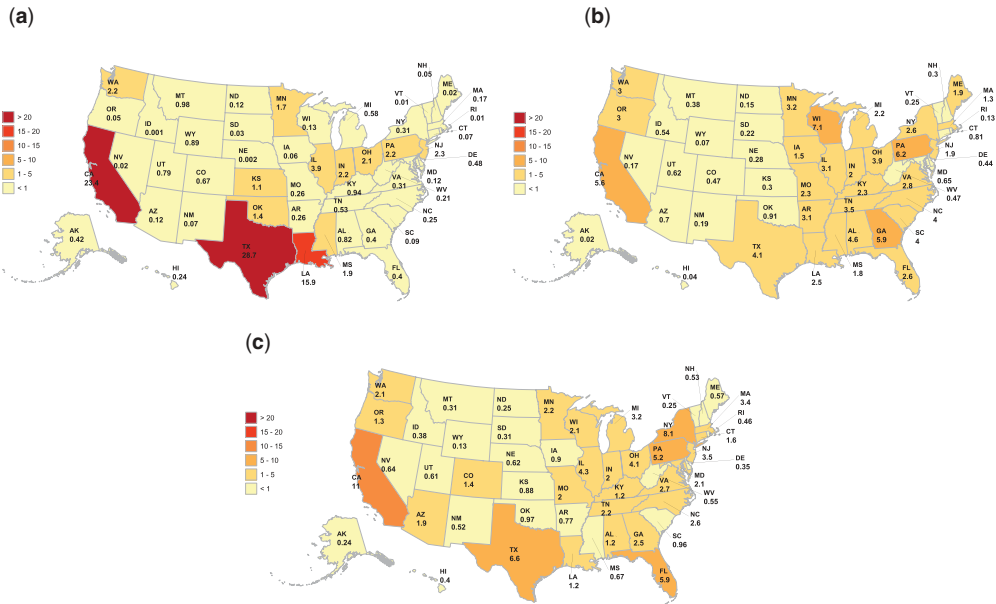 (a)
> 20
15 - 20
10 - 15
5 - 10
1 - 5
< 1
WA
2.2
OR
0.05
CA
23.4
NV
0.02
ID
0.001
MT
0.98
WY
0.89
UT
0.79
CO
0.67
AZ
0.12
NM
0.07
ND
0.12
SD
0.03
NE
0.002
KS
1.1
OK
1.4
TX
28.7
MN
1.7
IA
0.06
MO
0.26
AR
0.26
LA
15.9
WI
0.13
IL
3.9
MI
0.58
IN
2.2
OH
2.1
KY
0.94
TN
0.53
MS
1.9
AL
0.82
GA
0.4
FL
0.4
SC
0.09
NC
0.25
VA
0.31
WV
0.21
MD
0.12
DE
0.48
PA
2.2
NJ
2.3
NY
0.31
CT
0.07
RI
0.01
MA
0.17
VT
0.01
NH
0.05
ME
0.02
AK
0.42
HI
0.24
(b)
> 20
15 - 20
10 - 15
5 - 10
1 - 5
< 1
WA
3
OR
3
CA
5.6
NV
0.17
ID
0.54
MT
0.38
WY
0.07
UT
0.62
CO
0.47
AZ
0.7
NM
0.19
ND
0.15
SD
0.22
NE
0.28
KS
0.3
OK
0.91
TX
4.1
MN
3.2
IA
1.5
MO
2.3
AR
3.1
LA
2.5
WI
7.1
IL
3.1
MI
2.2
IN
2
OH
3.9
KY
2.3
TN
3.5
MS
1.8
AL
4.6
GA
5.9
FL
2.6
SC
4
NC
4
VA
2.8
WV
0.47
MD
0.65
DE
0.44
PA
6.2
NJ
1.9
NY
2.6
CT
0.81
RI
0.13
MA
1.3
VT
0.25
NH
0.3
ME
1.9
AK
0.02
HI
0.04
(c)
> 20
15 - 20
10 - 15
5 - 10
1 - 5
< 1
WA
2.1
OR
1.3
CA
11
NV
0.64
ID
0.38
MT
0.31
WY
0.13
UT
0.61
CO
1.4
AZ
1.9
NM
0.52
ND
0.25
SD
0.31
NE
0.62
KS
0.88
OK
0.97
TX
6.6
MN
2.2
IA
0.9
MO
2
AR
0.77
LA
1.2
WI
2.1
IL
4.3
MI
3.2
IN
2
OH
4.1
KY
1.2
TN
2.2
MS
0.67
AL
1.2
GA
2.5
FL
5.9
SC
0.96
NC
2.6
VA
2.7
WV
0.55
MD
2.1
DE
0.35
PA
5.2
NJ
3.5
NY
8.1
CT
1.6
RI
0.46
MA
3.4
VT
0.25
NH
0.53
ME
0.57
AK
0.24
HI
0.4